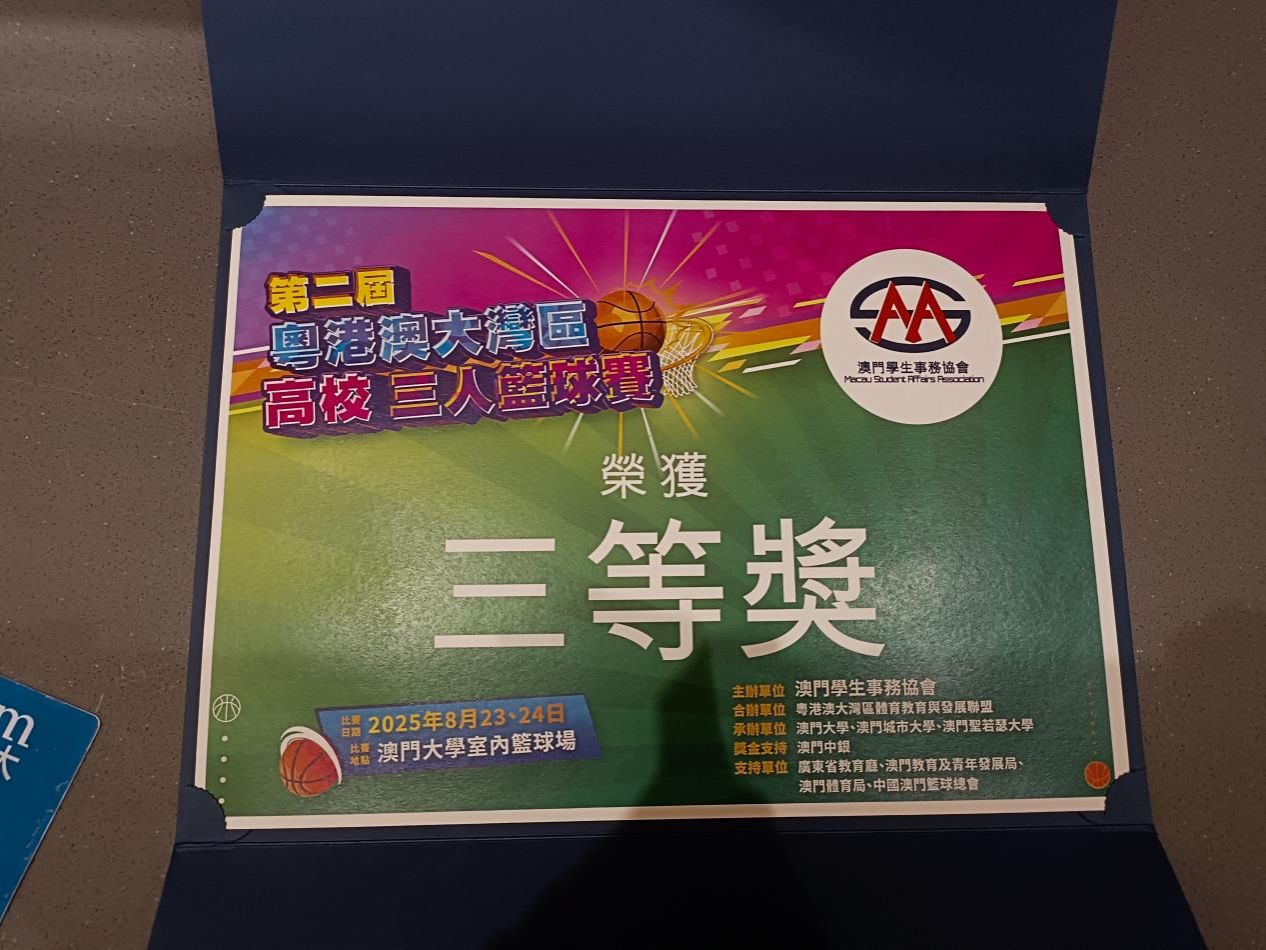 第二屆
粵港澳大灣區
高校 三人籃球賽
澳門學生事務協會
Macau Student Affairs Association
榮獲
三等獎
比賽日期 2025年8月23、24日
比賽地點 澳門大學室內籃球場
主辦單位 澳門學生事務協會
合辦單位 粵港澳大灣區體育教育與發展聯盟
承辦單位 澳門大學、澳門城市大學、澳門聖若瑟大學
獎金支持 澳門中銀
支持單位 廣東省教育廳、澳門教育及青年發展局、
澳門體育局、中國澳門籃球總會
m